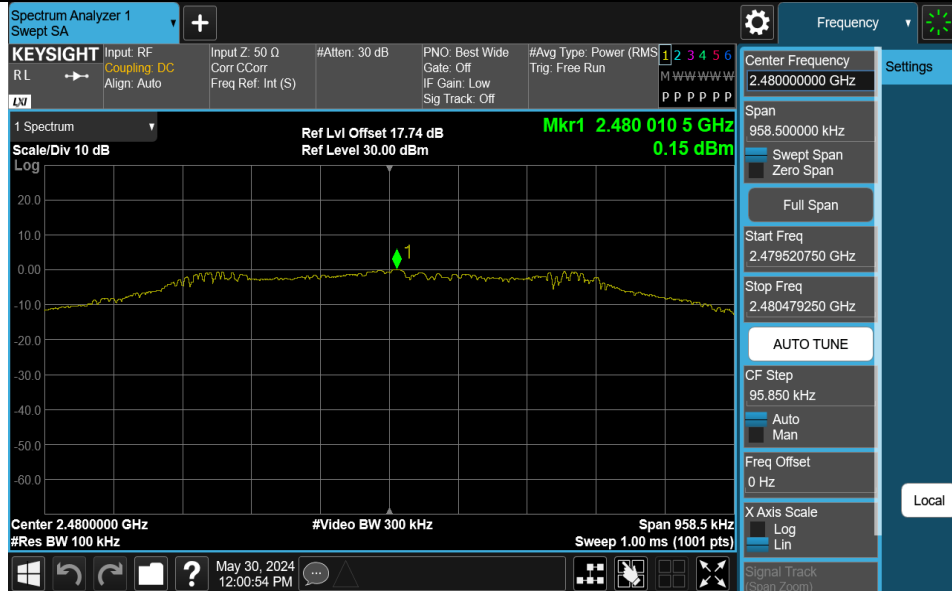 Spectrum Analyzer 1
Swept SA
Frequency
KEYSIGHT
RL
LXI
Input: RF
Coupling: DC
Align: Auto
Input Z: 50 Ω
Corr CCorr
Freq Ref: Int (S)
#Atten: 30 dB
PNO: Best Wide
Gate: Off
IF Gain: Low
Sig Track: Off
#Avg Type: Power (RMS
Trig: Free Run
1 2 3 4 5 6
M W W W W W
P P P P P P
1 Spectrum
Scale/Div 10 dB
Log
Ref Lvl Offset 17.74 dB
Ref Level 30.00 dBm
Mkr1 2.480 010 5 GHz
0.15 dBm
20.0
10.0
0.00
-10.0
-20.0
-30.0
-40.0
-50.0
-60.0
1
Center 2.4800000 GHz
#Res BW 100 kHz
#Video BW 300 kHz
Span 958.5 kHz
Sweep 1.00 ms (1001 pts)
?
May 30, 2024
12:00:54 PM
Center Frequency
2.480000000 GHz
Span
958.500000 kHz
Swept Span
Zero Span
Full Span
Start Freq
2.479520750 GHz
Stop Freq
2.480479250 GHz
AUTO TUNE
CF Step
95.850 kHz
Auto
Man
Freq Offset
0 Hz
X Axis Scale
Log
Lin
Signal Track
(Span Zoom)
Settings
Local